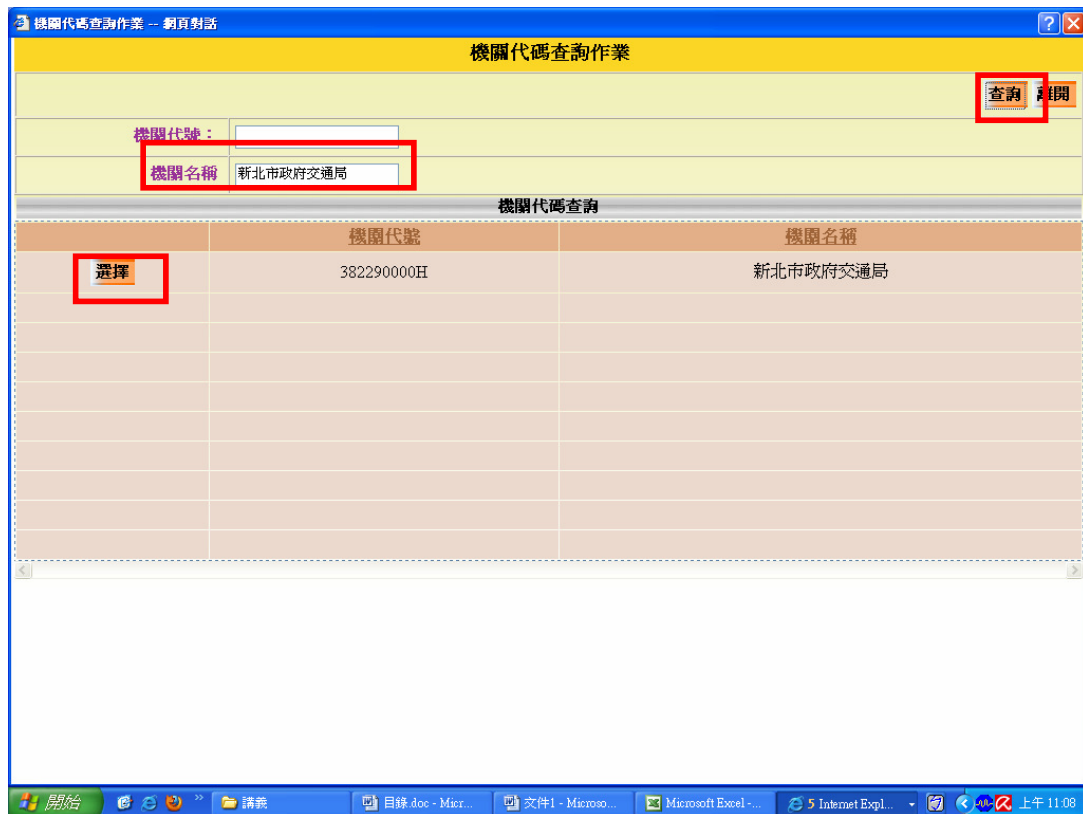 機關代碼查詢作業 -- 網頁對話
機關代碼查詢作業
查詢 離開
機關代號：
機關名稱 新北市政府交通局
機關代碼查詢
機關代號 機關名稱
選擇 382290000H 新北市政府交通局
開始 講義 目錄.doc - Micr... 文件1 - Microso... Microsoft Excel -... 5 Internet Expl... 上午 11:08